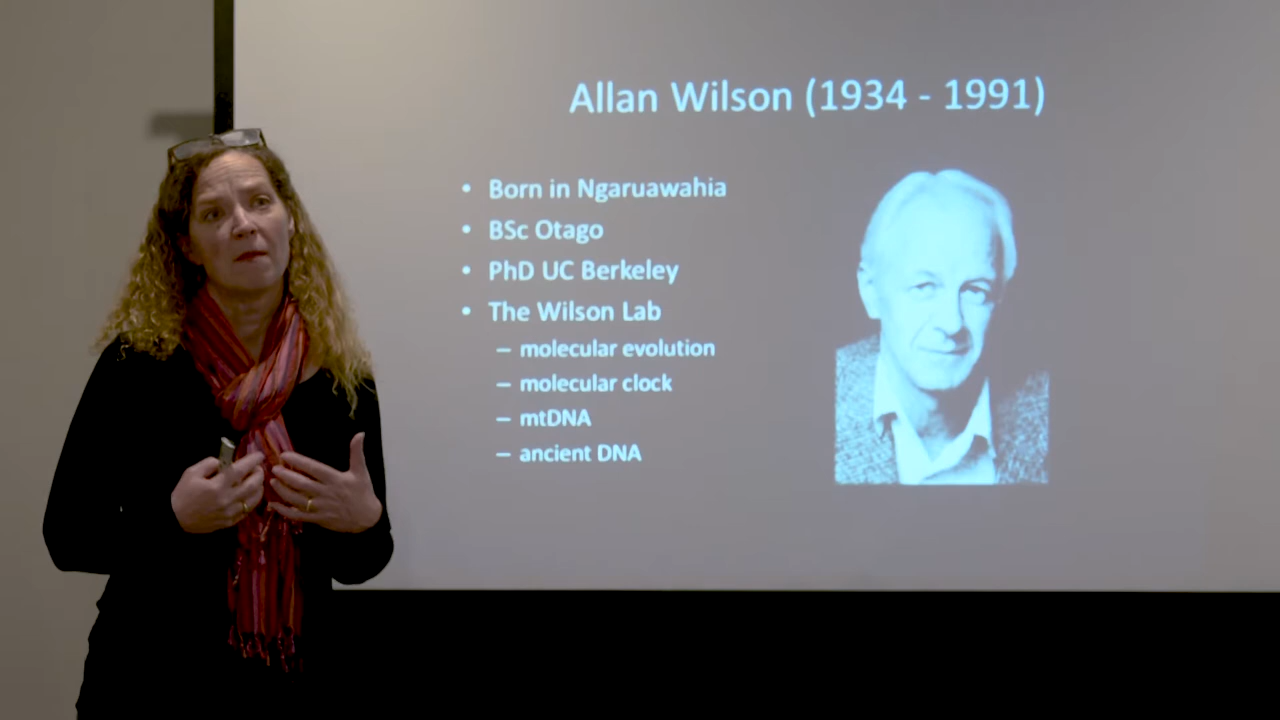 Allan Wilson (1934 - 1991)
• Born in Ngaruawahia
• BSc Otago
• PhD UC Berkeley
• The Wilson Lab
– molecular evolution
– molecular clock
– mtDNA
– ancient DNA